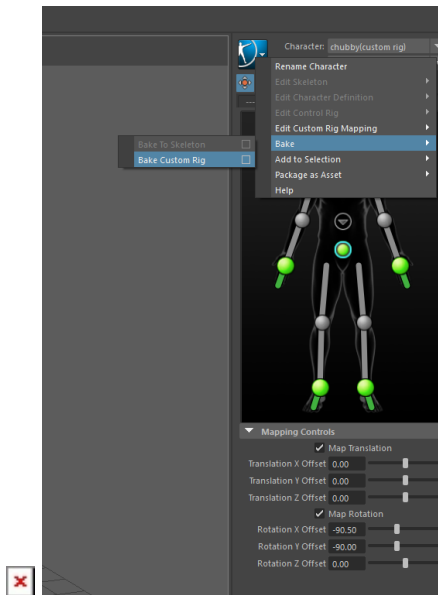 Character: chubby(custom rig)
Rename Character
Edit Skeleton
Edit Character Definition
Edit Control Rig
Edit Custom Rig Mapping
Bake
Bake To Skeleton
Bake Custom Rig
Add to Selection
Package as Asset
Help
Mapping Controls
Map Translation
Translation X Offset 0.00
Translation Y Offset 0.00
Translation Z Offset 0.00
Map Rotation
Rotation X Offset -90.50
Rotation Y Offset -90.00
Rotation Z Offset 0.00